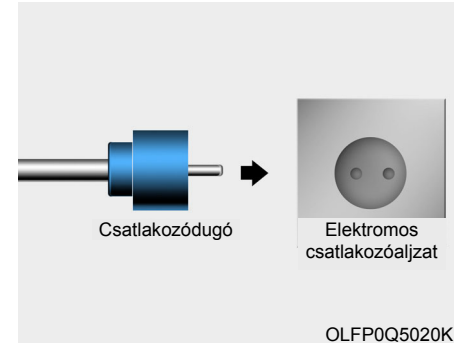 Csatlakozódugó
Elektromos
csatlakozóaljzat
OLFP0Q5020K